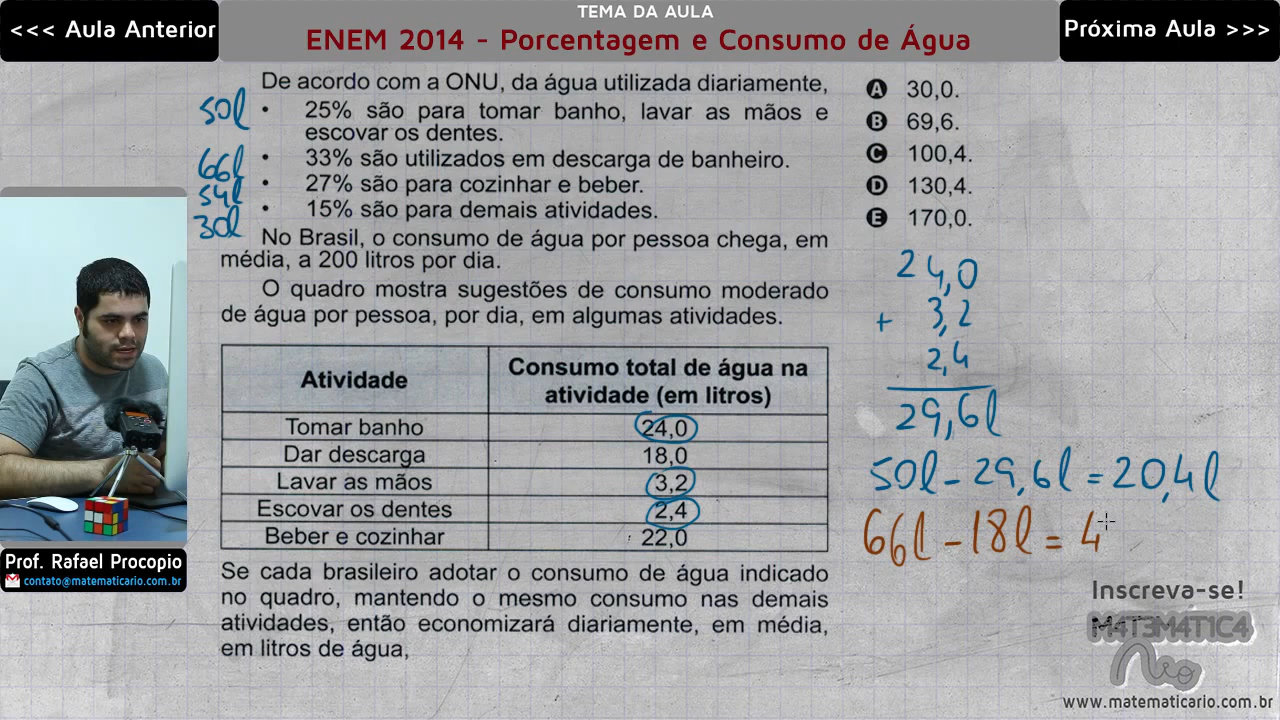 TEMA DA AULA
<<< Aula Anterior
ENEM 2014 - Porcentagem e Consumo de Água
Próxima Aula >>>
De acordo com a ONU, da água utilizada diariamente,
50l • 25% são para tomar banho, lavar as mãos e
escovar os dentes.
66l • 33% são utilizados em descarga de banheiro.
54l • 27% são para cozinhar e beber.
30l • 15% são para demais atividades.
No Brasil, o consumo de água por pessoa chega, em
média, a 200 litros por dia.
O quadro mostra sugestões de consumo moderado
de água por pessoa, por dia, em algumas atividades.
Atividade Consumo total de água na
atividade (em litros)
Tomar banho 24,0
Dar descarga 18,0
Lavar as mãos 3,2
Escovar os dentes 2,4
Beber e cozinhar 22,0
Se cada brasileiro adotar o consumo de água indicado
no quadro, mantendo o mesmo consumo nas demais
atividades, então economizará diariamente, em média,
em litros de água,
A 30,0.
B 69,6.
C 100,4.
D 130,4.
E 170,0.
24,0
+ 3,2
2,4
29,6l
50l - 29,6l = 20,4l
66l - 18l = 4
Prof. Rafael Procopio
contato@matematicario.com.br
Inscreva-se!
M4T3M4T1C4
Rio
www.matematicario.com.br